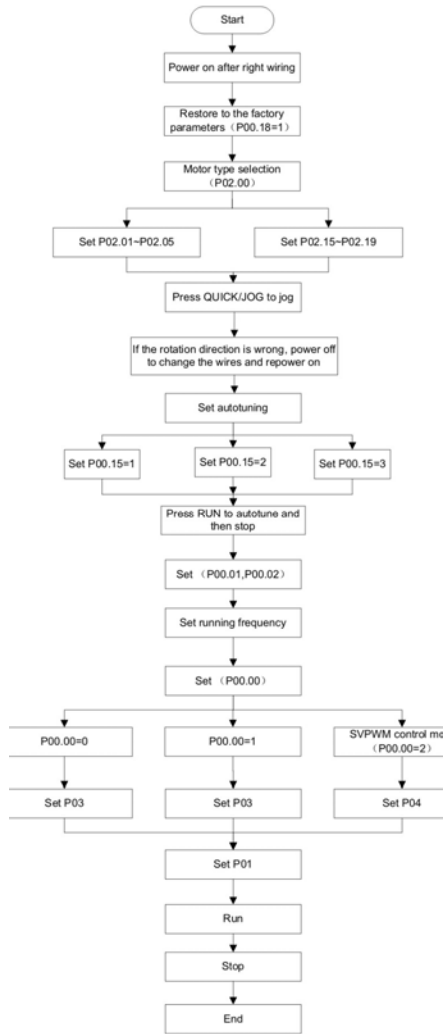 Start
Power on after right wiring
Restore to the factory
parameters (P00.18=1)
Motor type selection
(P02.00)
Set P02.01~P02.05
Set P02.15~P02.19
Press QUICK/JOG to jog
If the rotation direction is wrong, power off
to change the wires and repower on
Set autotuning
Set P00.15=1
Set P00.15=2
Set P00.15=3
Press RUN to autotune and
then stop
Set (P00.01,P00.02)
Set running frequency
Set (P00.00)
P00.00=0
P00.00=1
SVPWM control mo
(P00.00=2)
Set P03
Set P03
Set P04
Set P01
Run
Stop
End